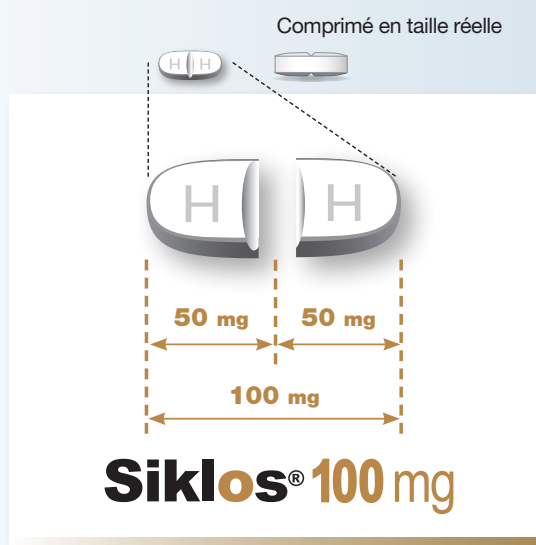 Comprimé en taille réelle
H H
H H
50 mg 50 mg
100 mg
Siklos® 100 mg